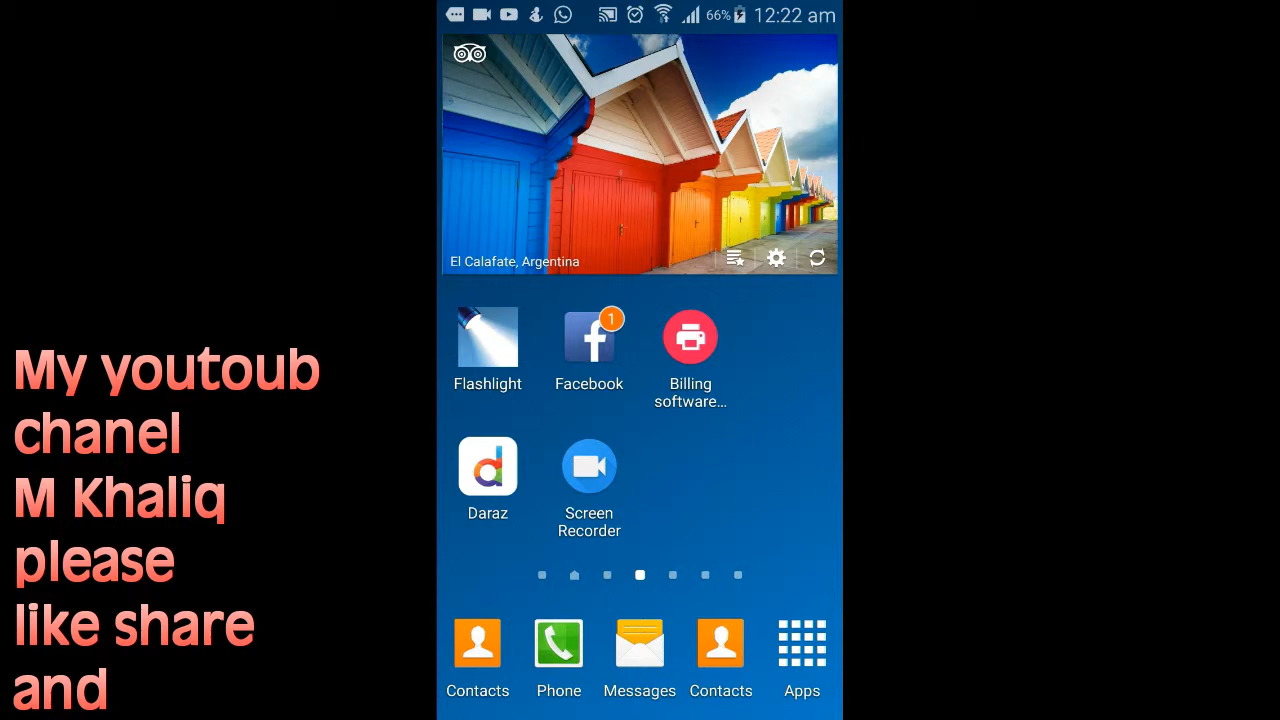 66% 12:22 am
El Calafate, Argentina
1
Flashlight Facebook Billing software...
Daraz Screen Recorder
Contacts Phone Messages Contacts Apps
My youtoub
chanel
M Khaliq
please
like share
and